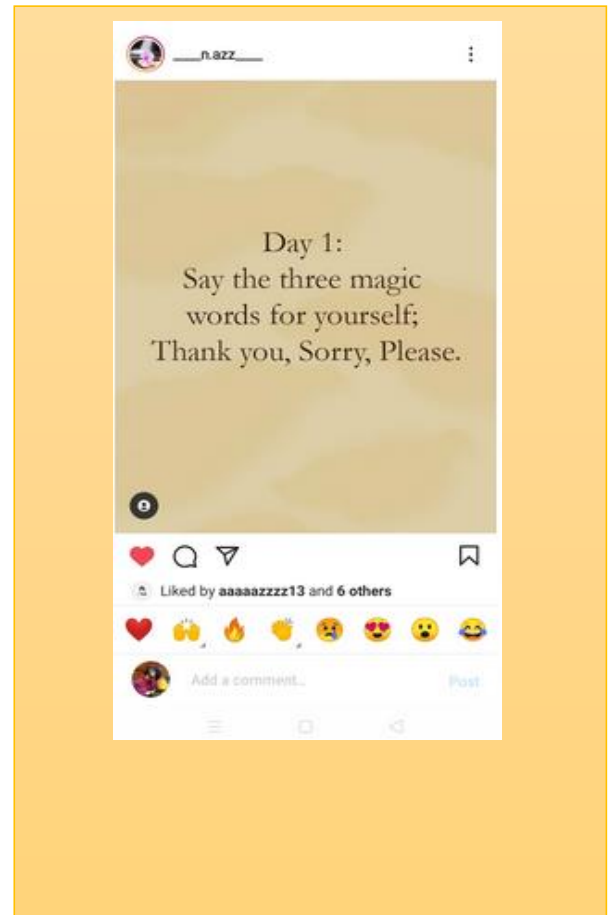 ___n.azz___
Day 1:
Say the three magic
words for yourself;
Thank you, Sorry, Please.
Liked by aaaaazzzz13 and 6 others
Add a comment...
Post